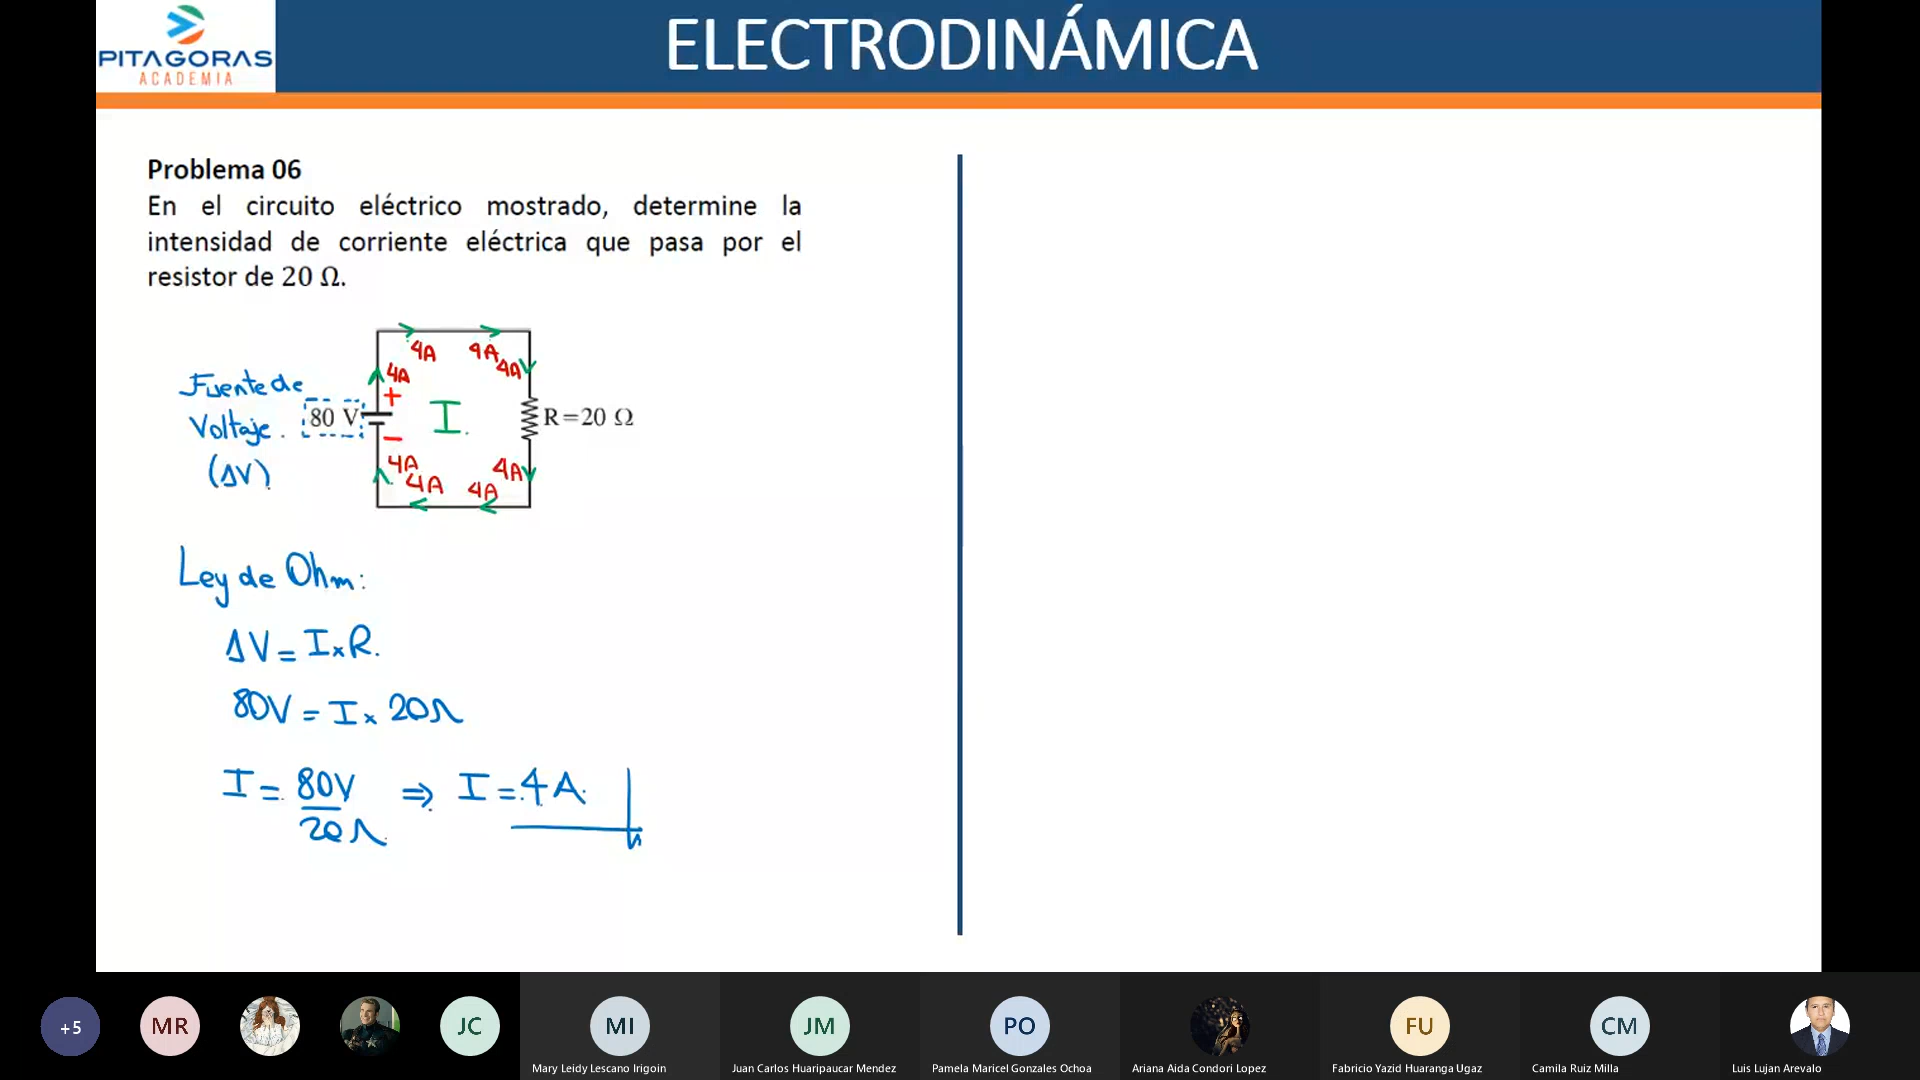 PITAGORAS
ACADEMIA
ELECTRODINÁMICA
Problema 06
En el circuito eléctrico mostrado, determine la
intensidad de corriente eléctrica que pasa por el
resistor de 20 Ω.
4A 4A
4A 4A
Fuente de
Voltaje.
(ΔV)
80 V
+
I
R=20 Ω
−
4A 4A
4A 4A
Ley de Ohm:
ΔV = I x R.
80V = I x 20Ω
I = 80V/20Ω ⇒ I = 4A
+5
MR
JC
MI
JM
PO
FU
CM
Mary Leidy Lescano Irigoin
Juan Carlos Huaripaucar Mendez
Pamela Maricel Gonzales Ochoa
Ariana Aida Condori Lopez
Fabricio Yazid Huaranga Ugaz
Camila Ruiz Milla
Luis Lujan Arevalo